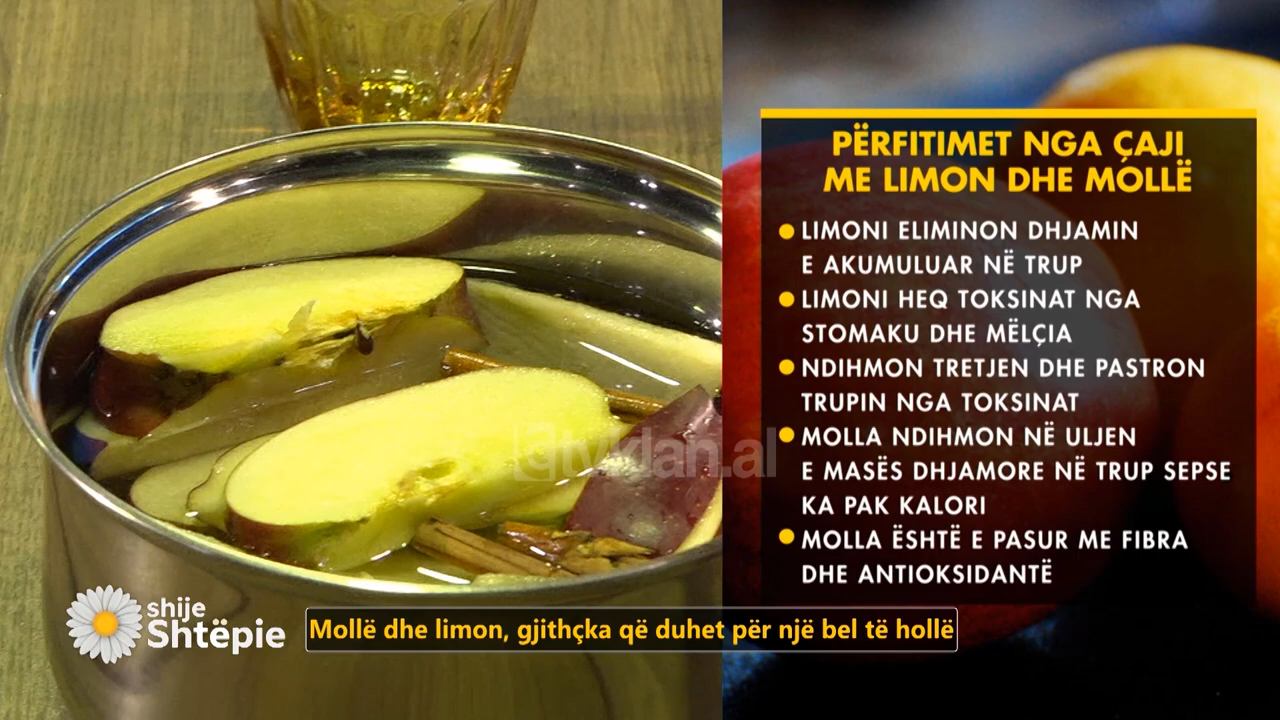 PËRFITIMET NGA ÇAJI
ME LIMON DHE MOLLË
LIMONI ELIMINON DHJAMIN
E AKUMULUAR NË TRUP
LIMONI HEQ TOKSINAT NGA
STOMAKU DHE MËLÇIA
NDIHMON TRETJEN DHE PASTRON
TRUPIN NGA TOKSINAT
MOLLA NDIHMON NË ULJEN
E MASËS DHJAMORE NË TRUP SEPSE
KA PAK KALORI
MOLLA ËSHTË E PASUR ME FIBRA
DHE ANTIOKSIDANTË
tvklan.al
shije
Shtëpie
Mollë dhe limon, gjithçka që duhet për një bel të hollë